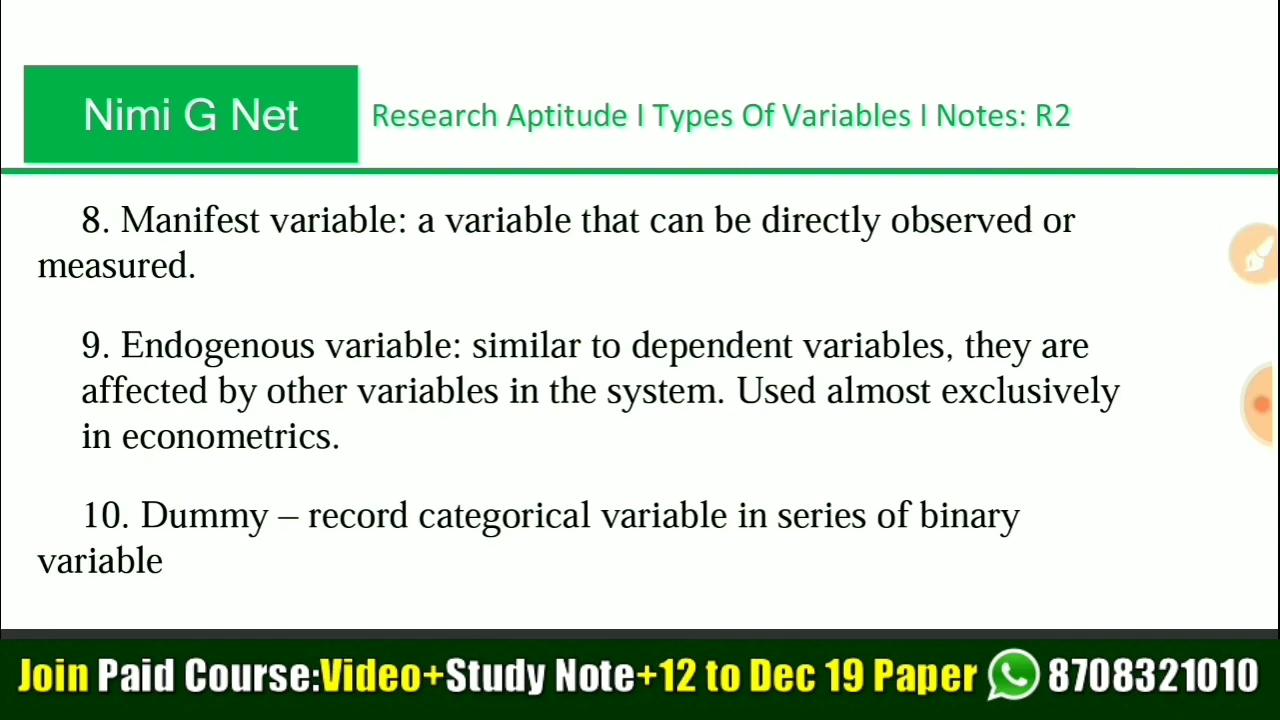 Nimi G Net
Research Aptitude I Types Of Variables I Notes: R2
8. Manifest variable: a variable that can be directly observed or
measured.
9. Endogenous variable: similar to dependent variables, they are
affected by other variables in the system. Used almost exclusively
in econometrics.
10. Dummy – record categorical variable in series of binary
variable
Join Paid Course:Video+Study Note+12 to Dec 19 Paper 8708321010